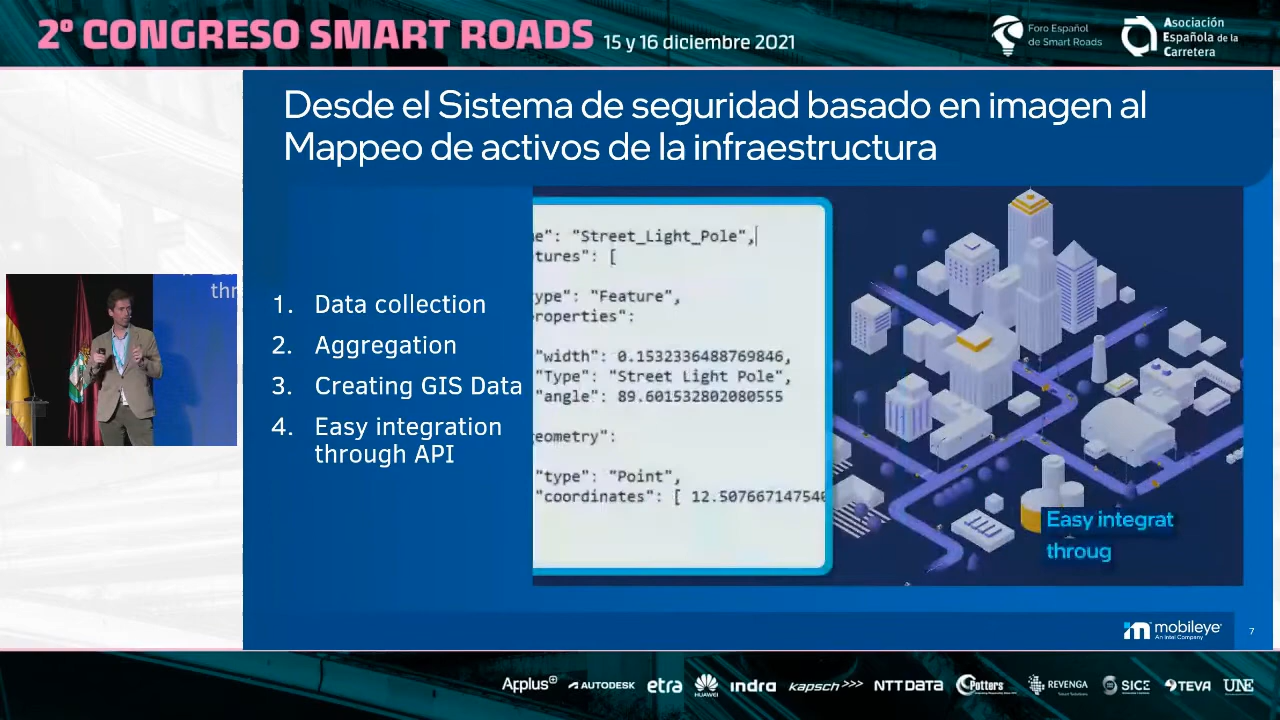 2º CONGRESO SMART ROADS 15 y 16 diciembre 2021
Foro Español
de Smart Roads
Asociación
Española de la
Carretera
Desde el Sistema de seguridad basado en imagen al
Mappeo de activos de la infraestructura
thr
1. Data collection
2. Aggregation
3. Creating GIS Data
4. Easy integration
through API
e": "Street_Light_Pole",
tures": [
ype": "Feature",
roperties":
"width": 0.1532336488769846,
"Type": "Street Light Pole",
"angle": 89.601532802080555
eometry":
"type": "Point",
"coordinates": [ 12.507667147540
Easy integrat
throug
mobileye
An Intel Company
7
Applus+ AUTODESK etra HUAWEI indra kapsch >>> NTT DATA Potters REVENGA SICE TEVA UNE